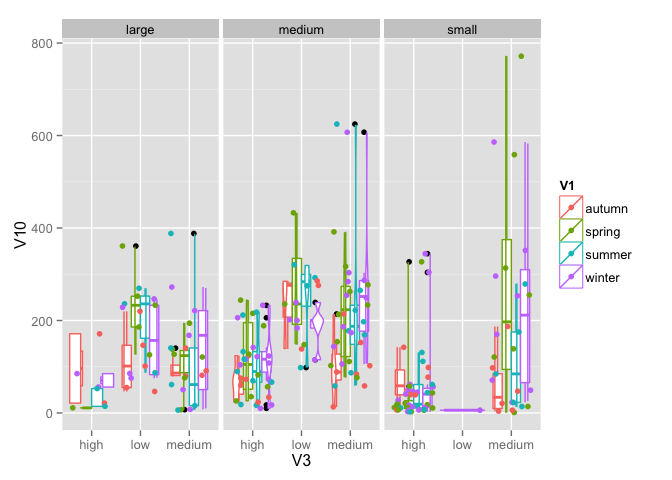 large medium small
800
600
400
200
0
V10
high low medium high low medium high low medium
V3
V1
autumn
spring
summer
winter